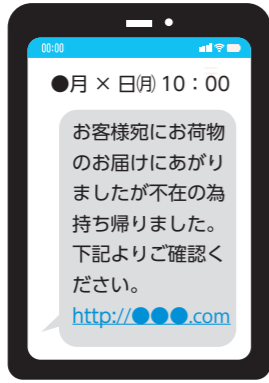 00:00
●月 × 日㈪ 10：00
お客様宛にお荷物
のお届けにあがり
ましたが不在の為
持ち帰りました。
下記よりご確認く
ださい。
http://●●●.com